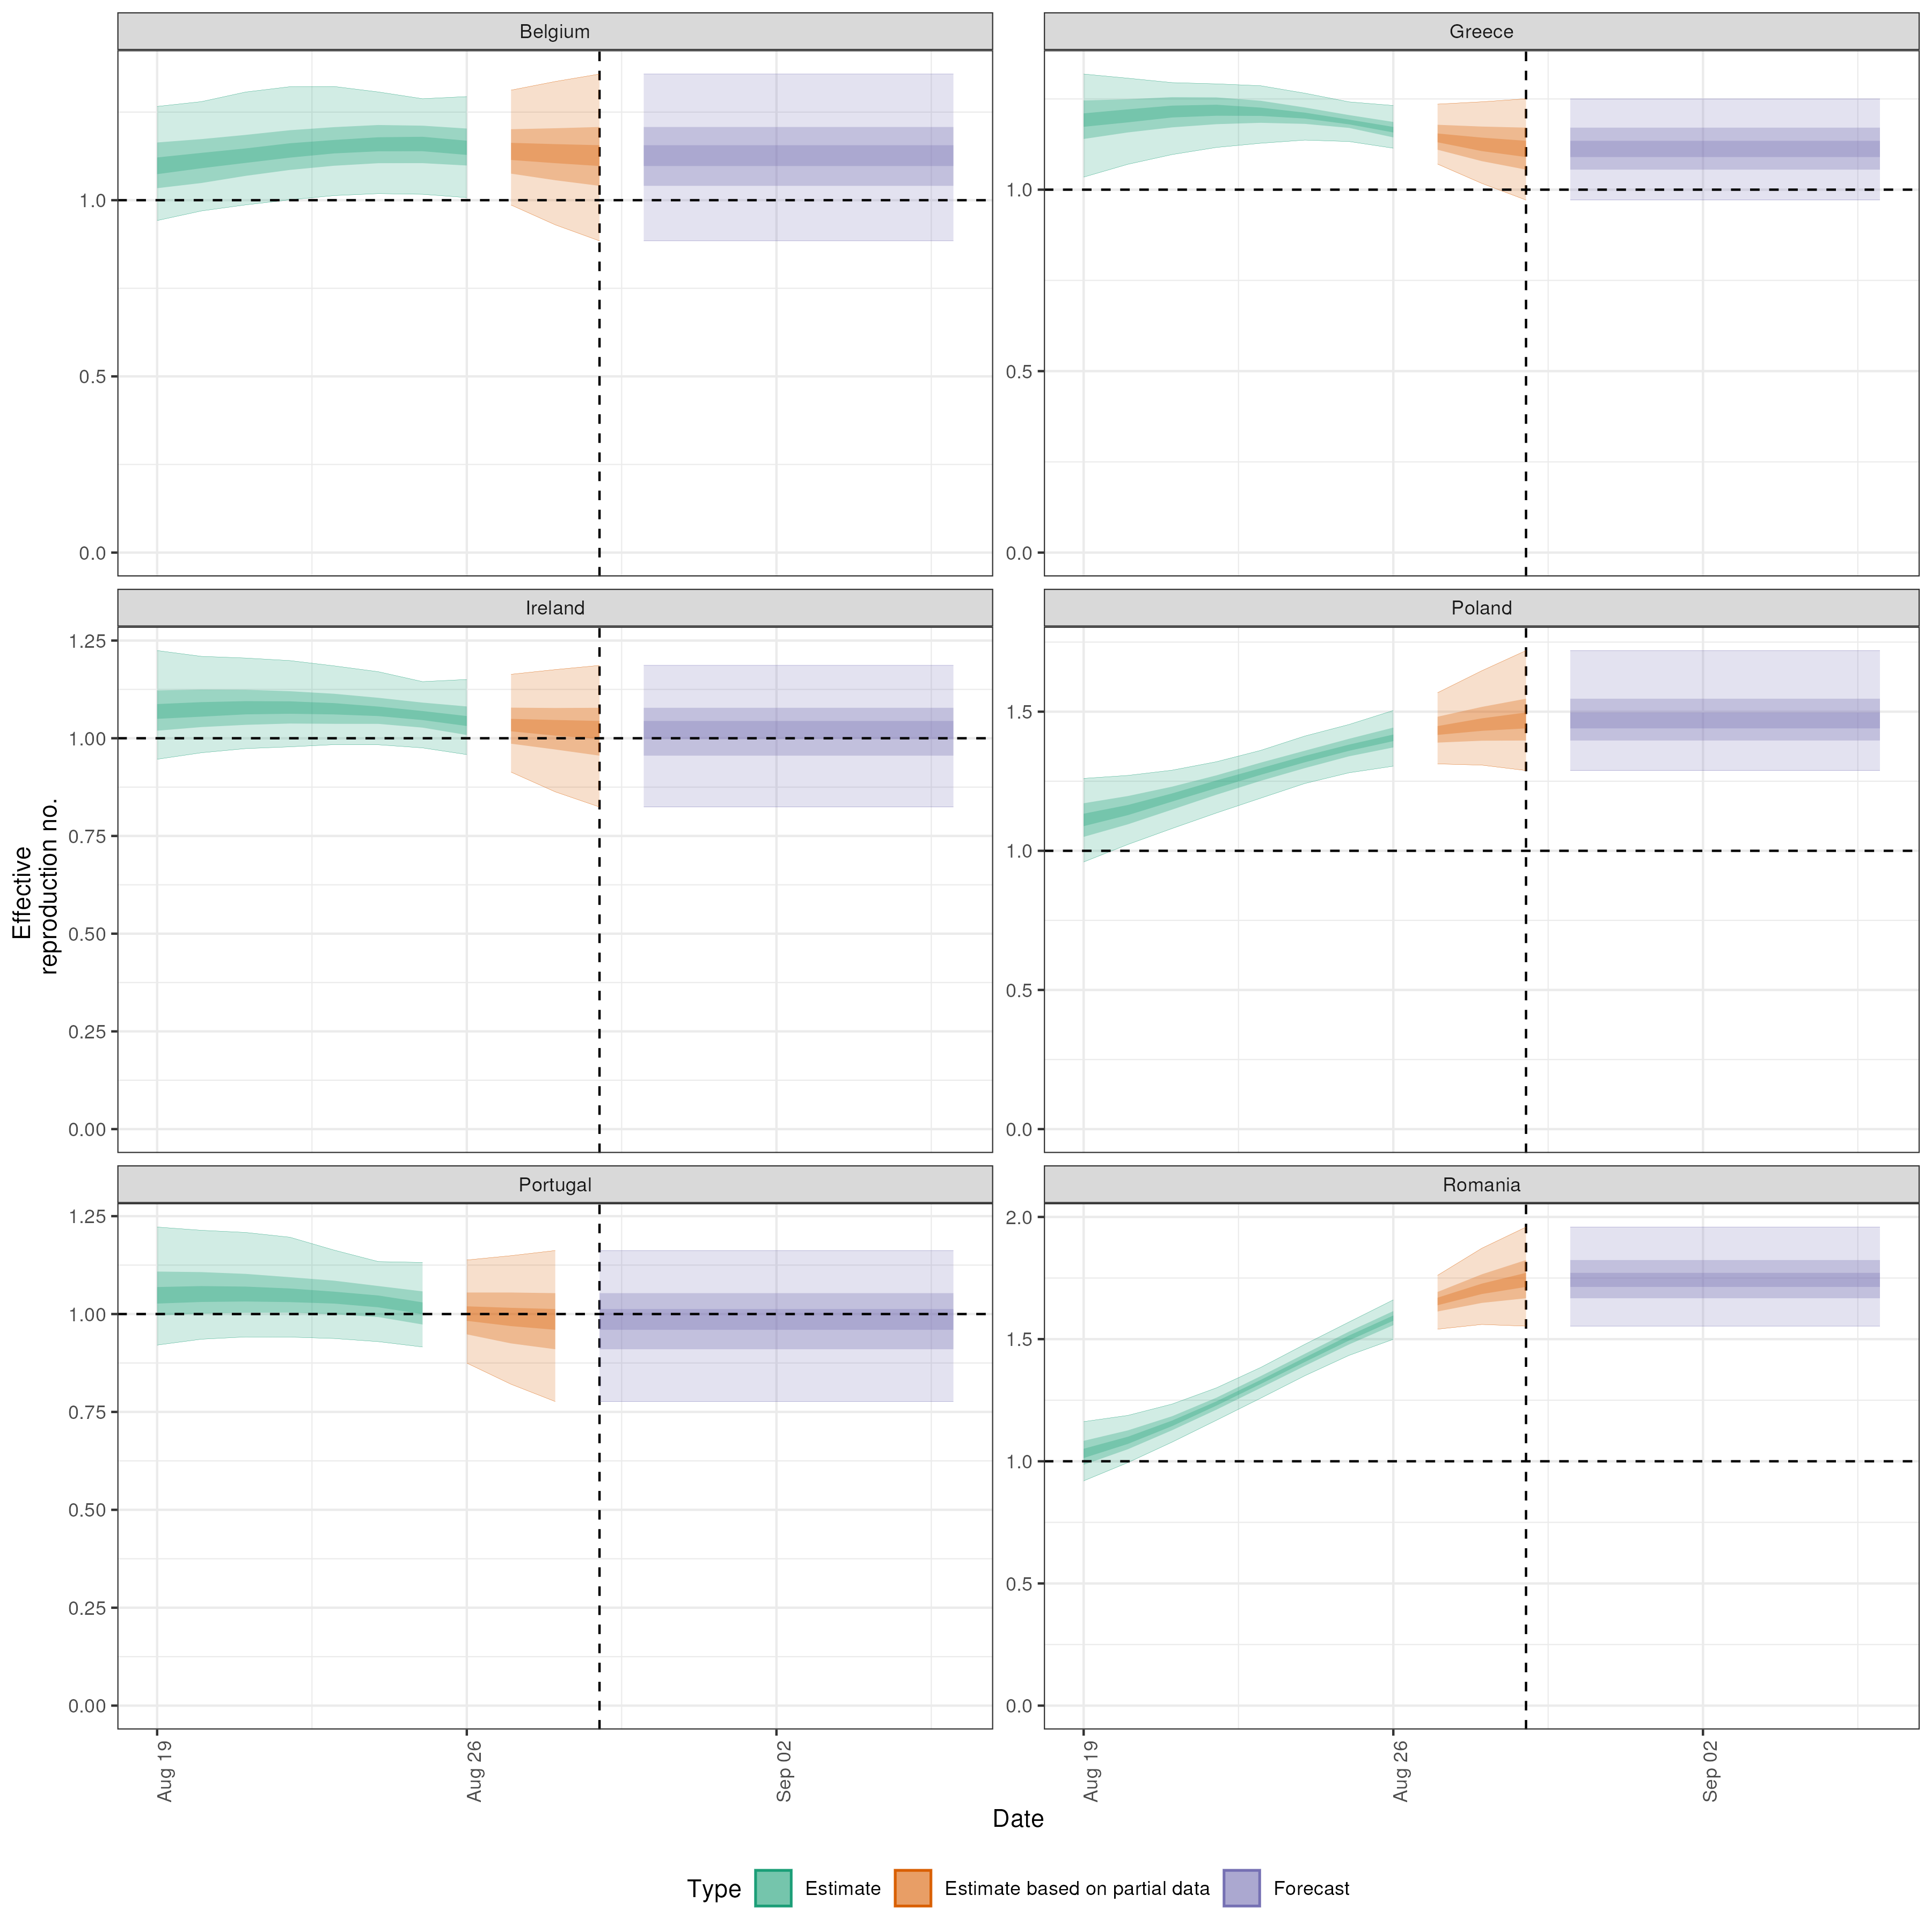 Belgium
Greece
1.0
0.5
0.0
1.0
0.5
0.0
Ireland
Poland
1.25
1.00
0.75
0.50
0.25
0.00
1.5
1.0
0.5
0.0
Effective
reproduction no.
Portugal
Romania
1.25
1.00
0.75
0.50
0.25
0.00
2.0
1.5
1.0
0.5
0.0
Aug 19
Aug 26
Sep 02
Aug 19
Aug 26
Sep 02
Date
Type Estimate Estimate based on partial data Forecast